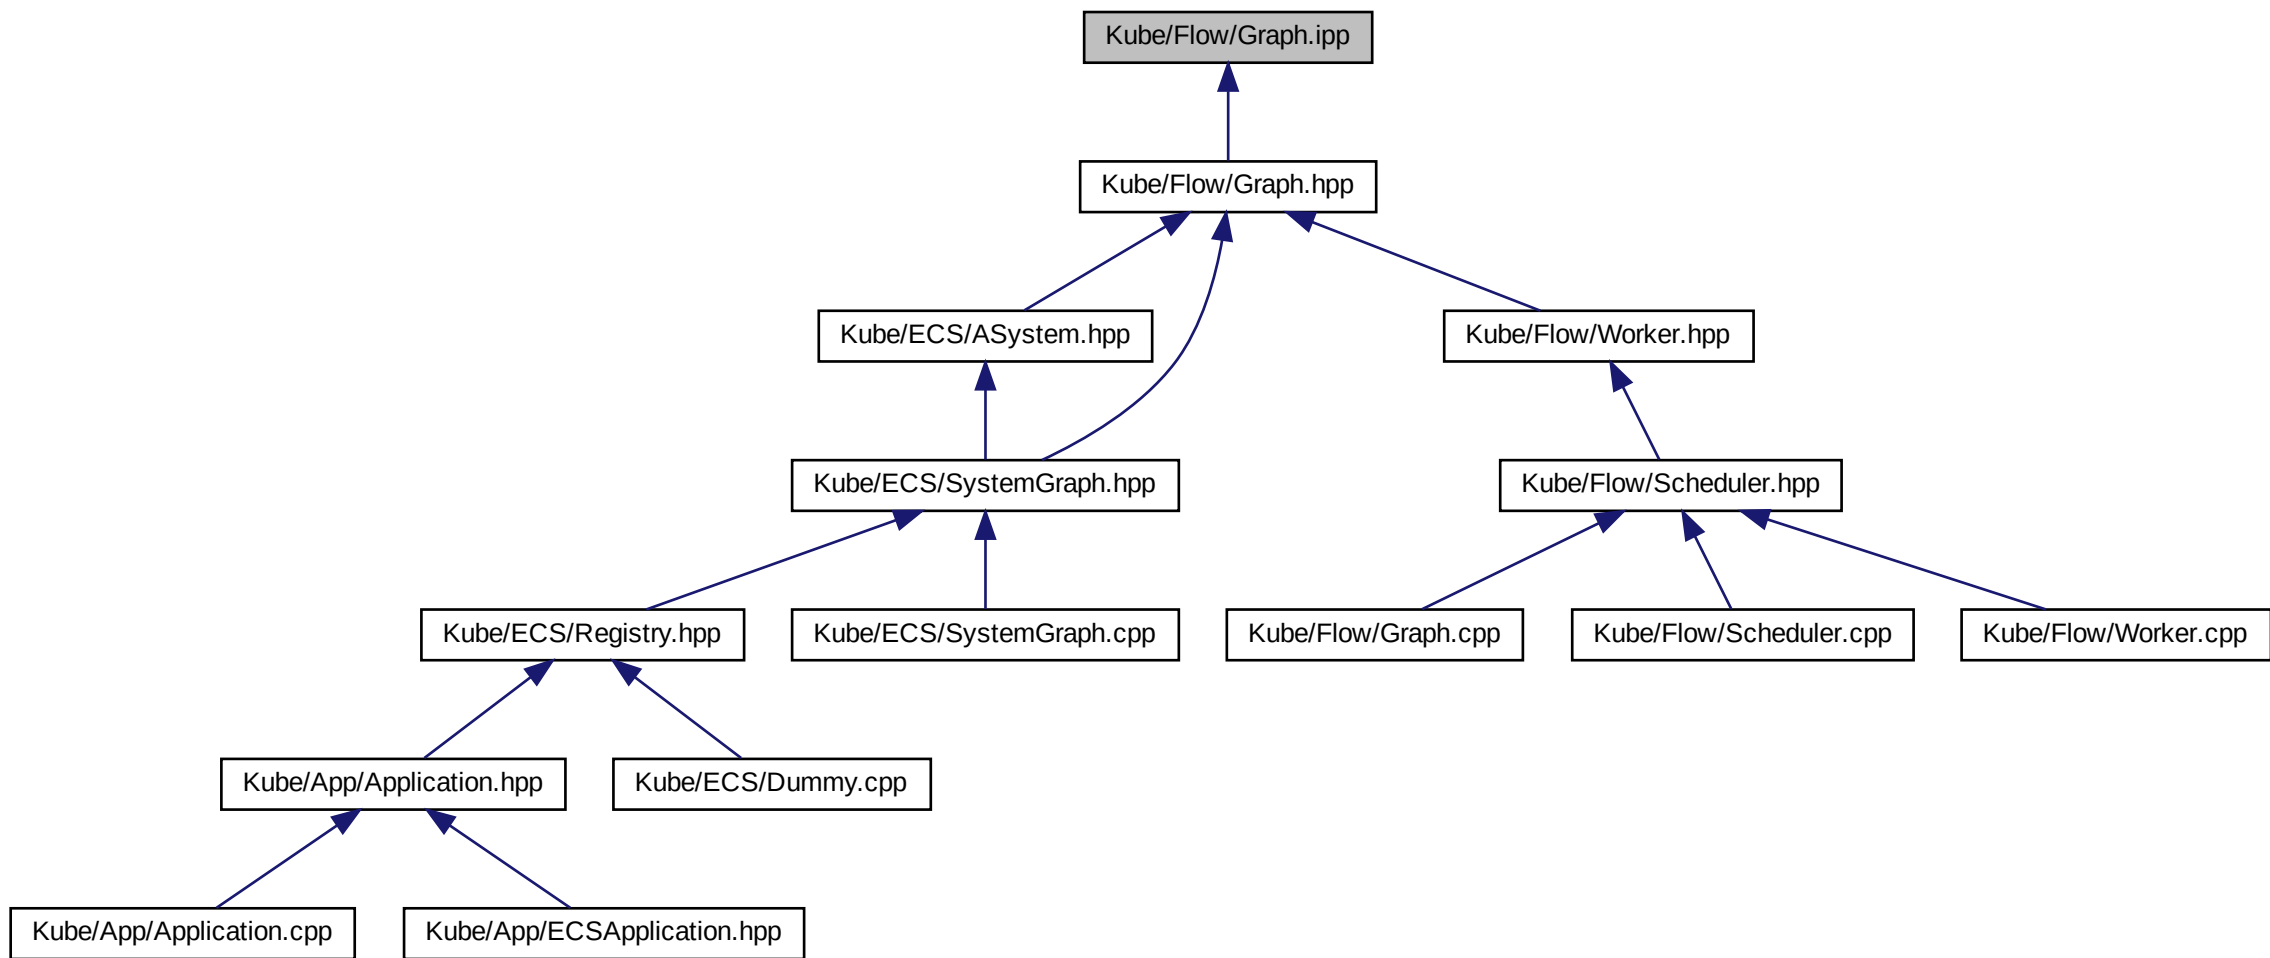 Kube/Flow/Graph.ipp
Kube/Flow/Graph.hpp
Kube/ECS/ASystem.hpp
Kube/Flow/Worker.hpp
Kube/ECS/SystemGraph.hpp
Kube/Flow/Scheduler.hpp
Kube/ECS/Registry.hpp
Kube/ECS/SystemGraph.cpp
Kube/Flow/Graph.cpp
Kube/Flow/Scheduler.cpp
Kube/Flow/Worker.cpp
Kube/App/Application.hpp
Kube/ECS/Dummy.cpp
Kube/App/Application.cpp
Kube/App/ECSApplication.hpp